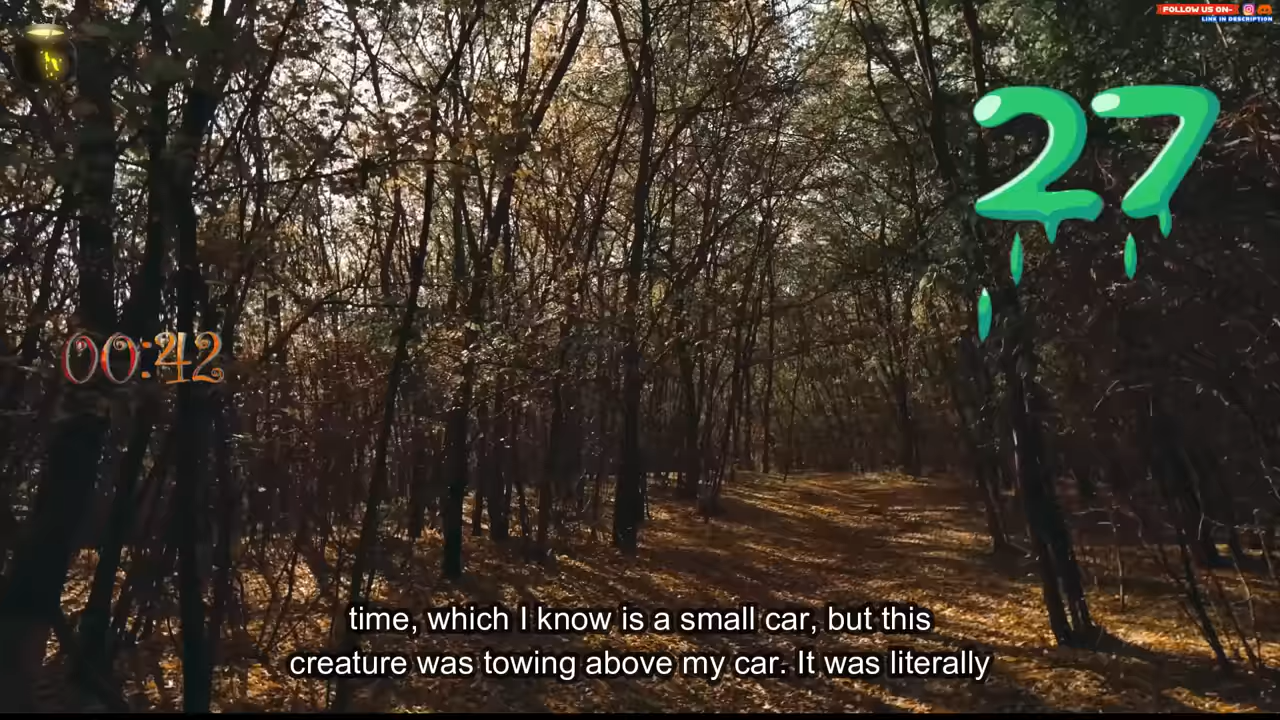 FOLLOW US ON-
LINK IN DESCRIPTION
27
00:42
time, which I know is a small car, but this
creature was towing above my car. It was literally